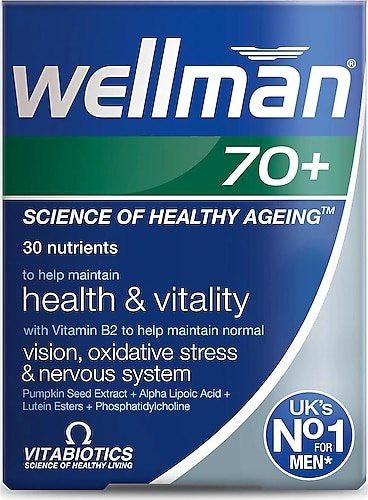 wellman®
70+
SCIENCE OF HEALTHY AGEING™
30 nutrients
to help maintain
health & vitality
with Vitamin B2 to help maintain normal
vision, oxidative stress
& nervous system
Pumpkin Seed Extract + Alpha Lipoic Acid +
Lutein Esters + Phosphatidylcholine
VITABIOTICS
SCIENCE OF HEALTHY LIVING
UK's
No1
FOR
MEN*